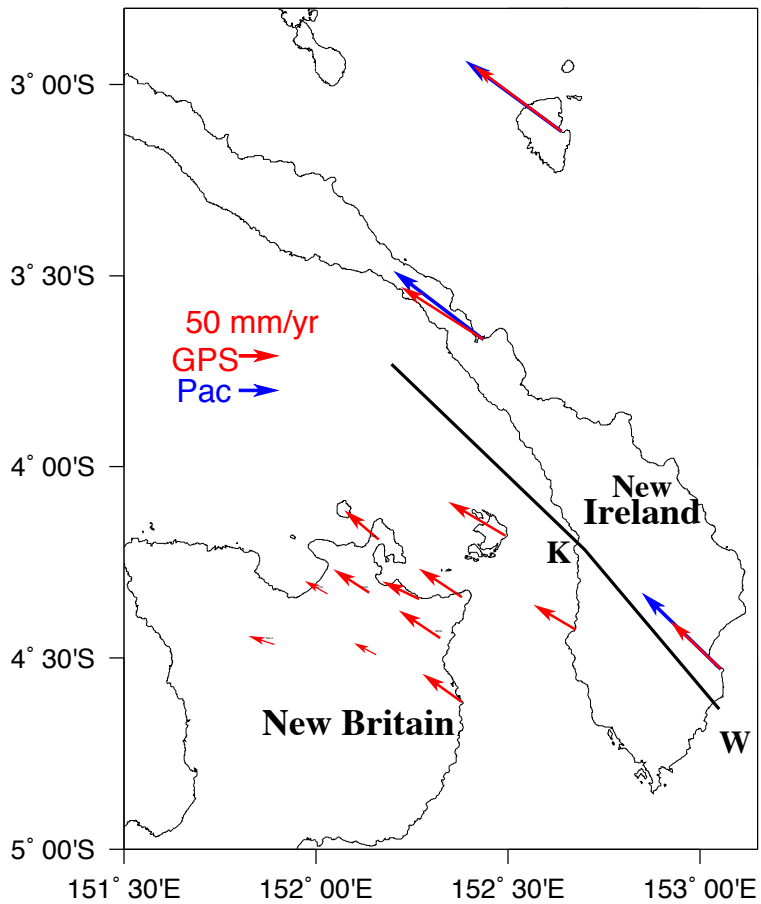 3° 00'S
3° 30'S
50 mm/yr
GPS
Pac
4° 00'S
New
Ireland
K
4° 30'S
New Britain
W
5° 00'S
151° 30'E 152° 00'E 152° 30'E 153° 00'E